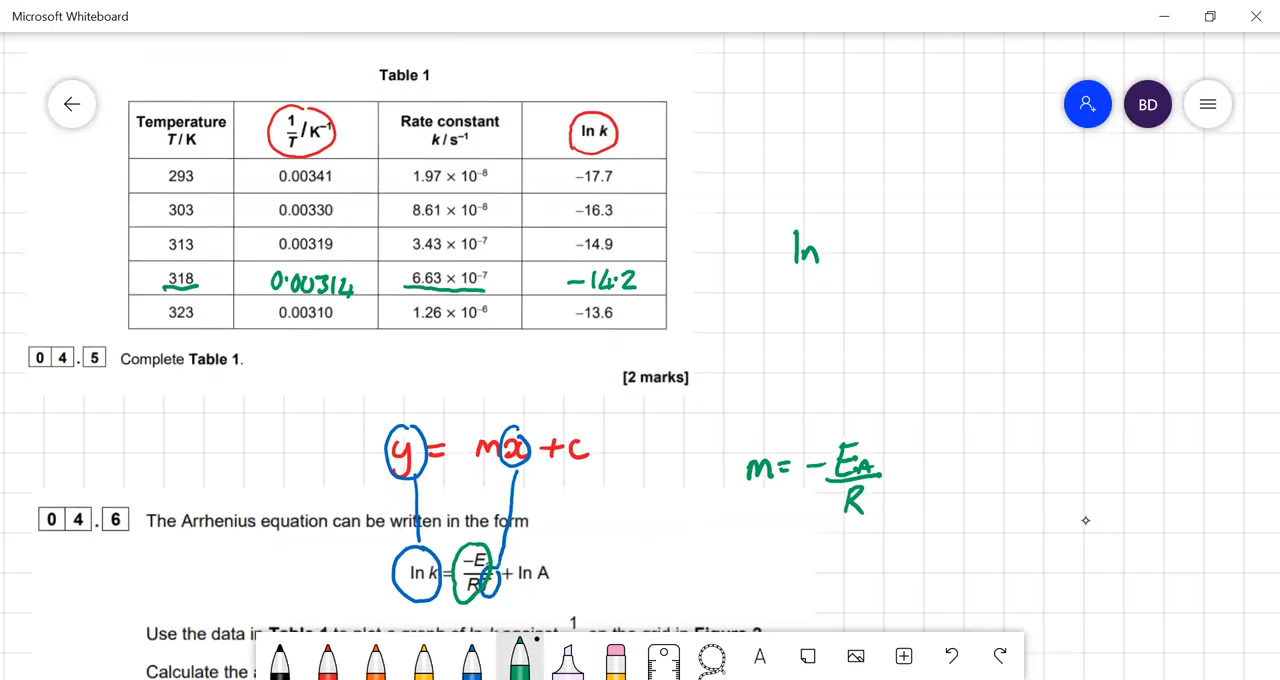 Microsoft Whiteboard
Table 1
BD
Temperature T / K
1/T / K⁻¹
Rate constant k / s⁻¹
ln k
293 0.00341 1.97 × 10⁻⁸ −17.7
303 0.00330 8.61 × 10⁻⁸ −16.3
313 0.00319 3.43 × 10⁻⁷ −14.9
ln
318 0.00314 6.63 × 10⁻⁷ −14.2
323 0.00310 1.26 × 10⁻⁶ −13.6
0 4 . 5 Complete Table 1.
[2 marks]
y = mx + c
m = −EA/R
0 4 . 6 The Arrhenius equation can be written in the form
ln k = −E/R + ln A
Use the data in
1
Calculate the
A